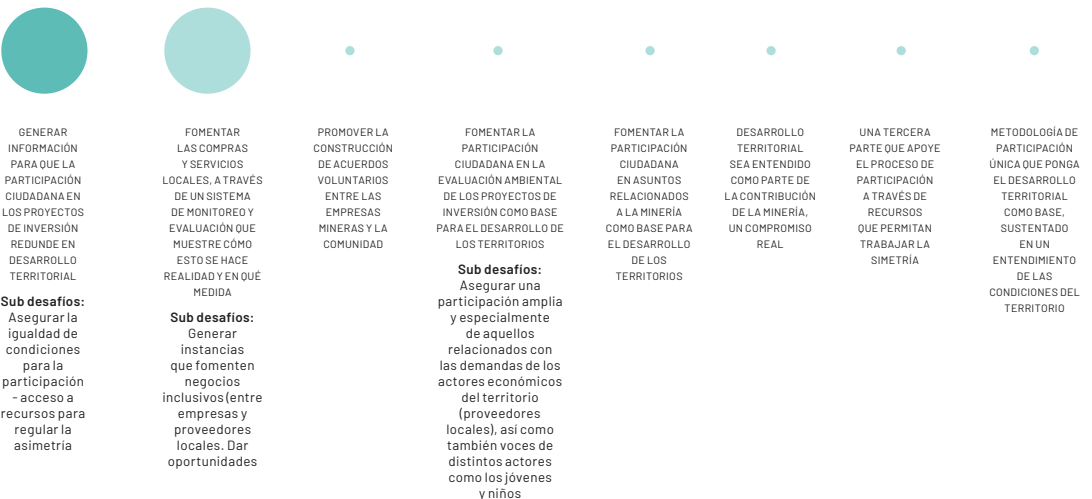 GENERAR
INFORMACIÓN
PARA QUE LA
PARTICIPACIÓN
CIUDADANA EN
LOS PROYECTOS
DE INVERSIÓN
REDUNDE EN
DESARROLLO
TERRITORIAL
Sub desafíos:
Asegurar la
igualdad de
condiciones
para la
participación
- acceso a
recursos para
regular la
asimetría
FOMENTAR
LAS COMPRAS
Y SERVICIOS
LOCALES, A TRAVÉS
DE UN SISTEMA
DE MONITOREO Y
EVALUACIÓN QUE
MUESTRE CÓMO
ESTO SE HACE
REALIDAD Y EN QUÉ
MEDIDA
Sub desafíos:
Generar
instancias
que fomenten
negocios
inclusivos (entre
empresas y
proveedores
locales. Dar
oportunidades
PROMOVER LA
CONSTRUCCIÓN
DE ACUERDOS
VOLUNTARIOS
ENTRE LAS
EMPRESAS
MINERAS Y LA
COMUNIDAD
FOMENTAR LA
PARTICIPACIÓN
CIUDADANA EN LA
EVALUACIÓN AMBIENTAL
DE LOS PROYECTOS DE
INVERSIÓN COMO BASE
PARA EL DESARROLLO DE
LOS TERRITORIOS
Sub desafíos:
Asegurar una
participación amplia
y especialmente
de aquellos
relacionados con
las demandas de los
actores económicos
del territorio
(proveedores
locales), así como
también voces de
distintos actores
como los jóvenes
y niños
FOMENTAR LA
PARTICIPACIÓN
CIUDADANA
EN ASUNTOS
RELACIONADOS
A LA MINERÍA
COMO BASE PARA
EL DESARROLLO
DE LOS
TERRITORIOS
DESARROLLO
TERRITORIAL
SEA ENTENDIDO
COMO PARTE DE
LA CONTRIBUCIÓN
DE LA MINERÍA,
UN COMPROMISO
REAL
UNA TERCERA
PARTE QUE APOYE
EL PROCESO DE
PARTICIPACIÓN
A TRAVÉS DE
RECURSOS
QUE PERMITAN
TRABAJAR LA
SIMETRÍA
METODOLOGÍA DE
PARTICIPACIÓN
ÚNICA QUE PONGA
EL DESARROLLO
TERRITORIAL
COMO BASE,
SUSTENTADO
EN UN
ENTENDIMIENTO
DE LAS
CONDICIONES DEL
TERRITORIO